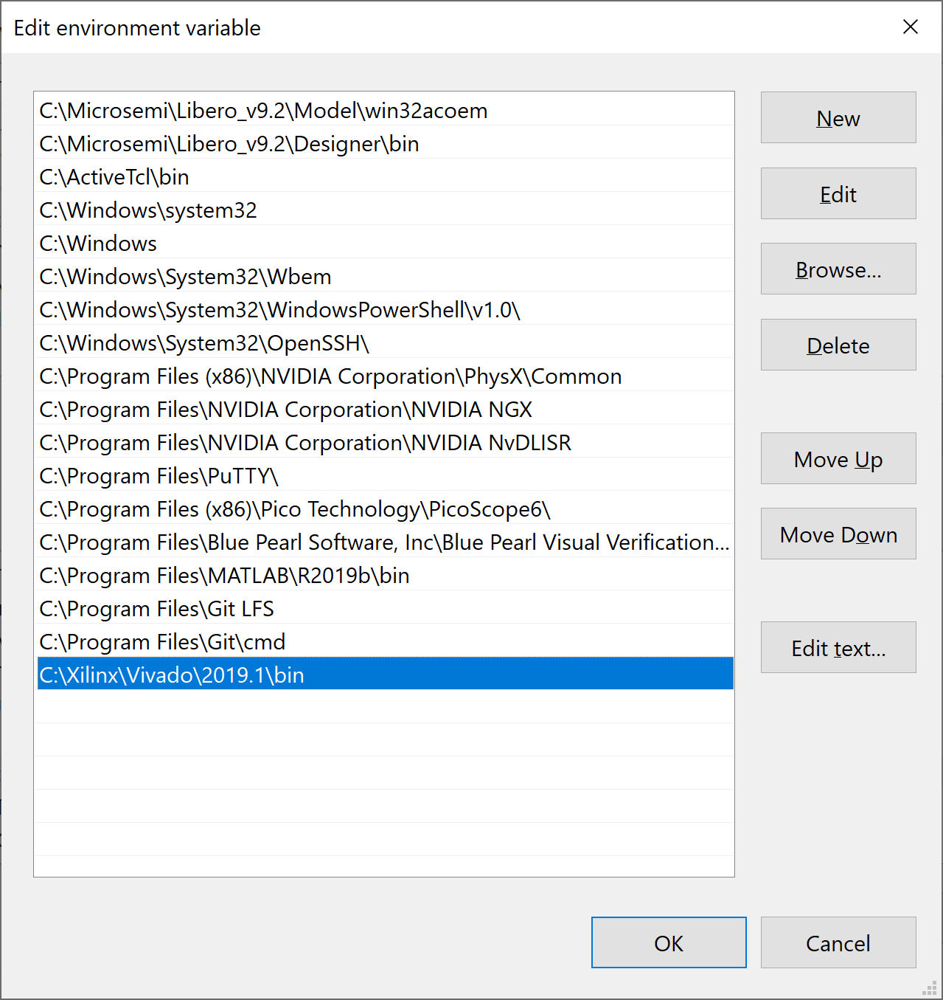 Edit environment variable
C:\Microsemi\Libero_v9.2\Model\win32acoem
C:\Microsemi\Libero_v9.2\Designer\bin
C:\ActiveTcl\bin
C:\Windows\system32
C:\Windows
C:\Windows\System32\Wbem
C:\Windows\System32\WindowsPowerShell\v1.0\
C:\Windows\System32\OpenSSH\
C:\Program Files (x86)\NVIDIA Corporation\PhysX\Common
C:\Program Files\NVIDIA Corporation\NVIDIA NGX
C:\Program Files\NVIDIA Corporation\NVIDIA NvDLISR
C:\Program Files\PuTTY\
C:\Program Files (x86)\Pico Technology\PicoScope6\
C:\Program Files\Blue Pearl Software, Inc\Blue Pearl Visual Verification...
C:\Program Files\MATLAB\R2019b\bin
C:\Program Files\Git LFS
C:\Program Files\Git\cmd
C:\Xilinx\Vivado\2019.1\bin
New
Edit
Browse...
Delete
Move Up
Move Down
Edit text...
OK
Cancel